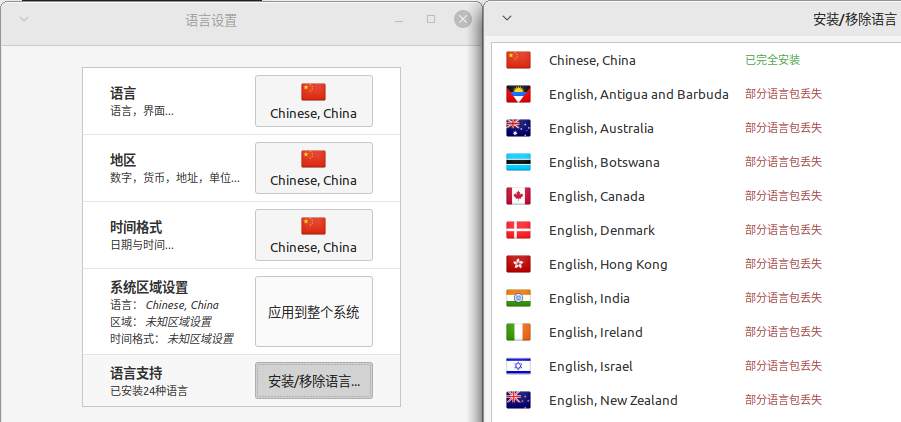 语言设置
语言
语言，界面...
Chinese, China
地区
数字，货币，地址，单位...
Chinese, China
时间格式
日期与时间...
Chinese, China
系统区域设置
语言： Chinese, China
区域： 未知区域设置
时间格式： 未知区域设置
应用到整个系统
语言支持
已安装24种语言
安装/移除语言...
安装/移除语言
Chinese, China 已完全安装
English, Antigua and Barbuda 部分语言包丢失
English, Australia 部分语言包丢失
English, Botswana 部分语言包丢失
English, Canada 部分语言包丢失
English, Denmark 部分语言包丢失
English, Hong Kong 部分语言包丢失
English, India 部分语言包丢失
English, Ireland 部分语言包丢失
English, Israel 部分语言包丢失
English, New Zealand 部分语言包丢失